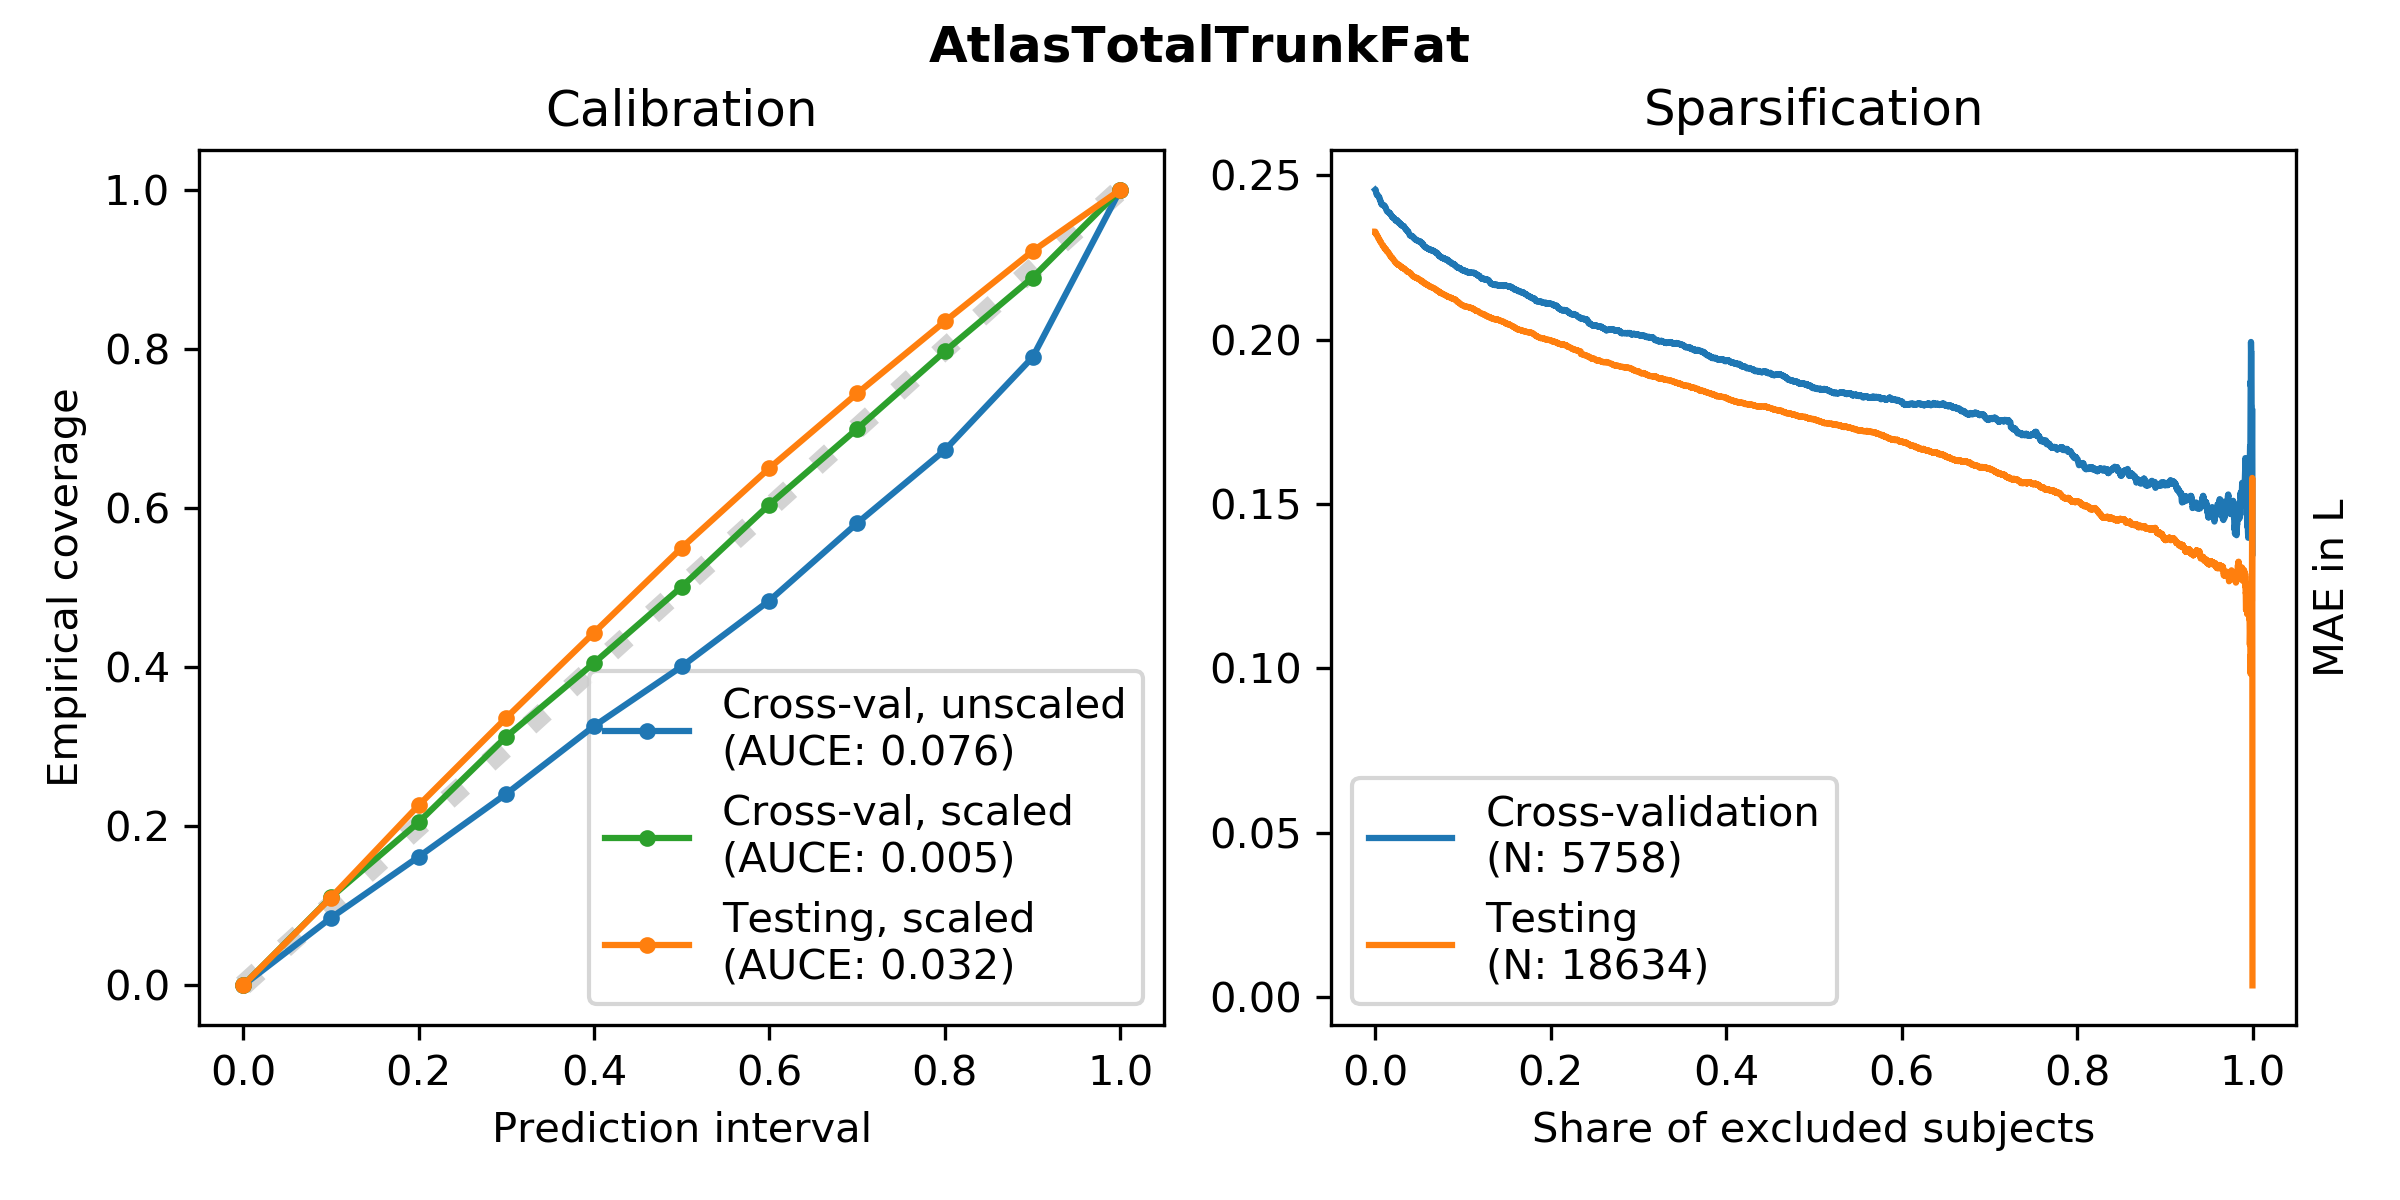 AtlasTotalTrunkFat
Calibration
1.0
0.8
0.6
0.4
0.2
0.0
Empirical coverage
0.0 0.2 0.4 0.6 0.8 1.0
Prediction interval
Cross-val, unscaled
(AUCE: 0.076)
Cross-val, scaled
(AUCE: 0.005)
Testing, scaled
(AUCE: 0.032)
Sparsification
0.25
0.20
0.15
0.10
0.05
0.00
MAE in L
0.0 0.2 0.4 0.6 0.8 1.0
Share of excluded subjects
Cross-validation
(N: 5758)
Testing
(N: 18634)